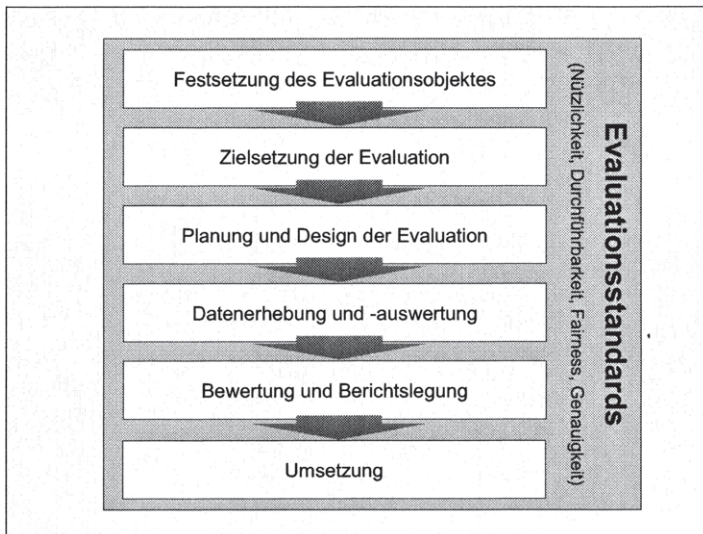 Festsetzung des Evaluationsobjektes
Zielsetzung der Evaluation
Planung und Design der Evaluation
Datenerhebung und -auswertung
Bewertung und Berichtslegung
Umsetzung
Evaluationsstandards
(Nützlichkeit, Durchführbarkeit, Fairness, Genauigkeit)